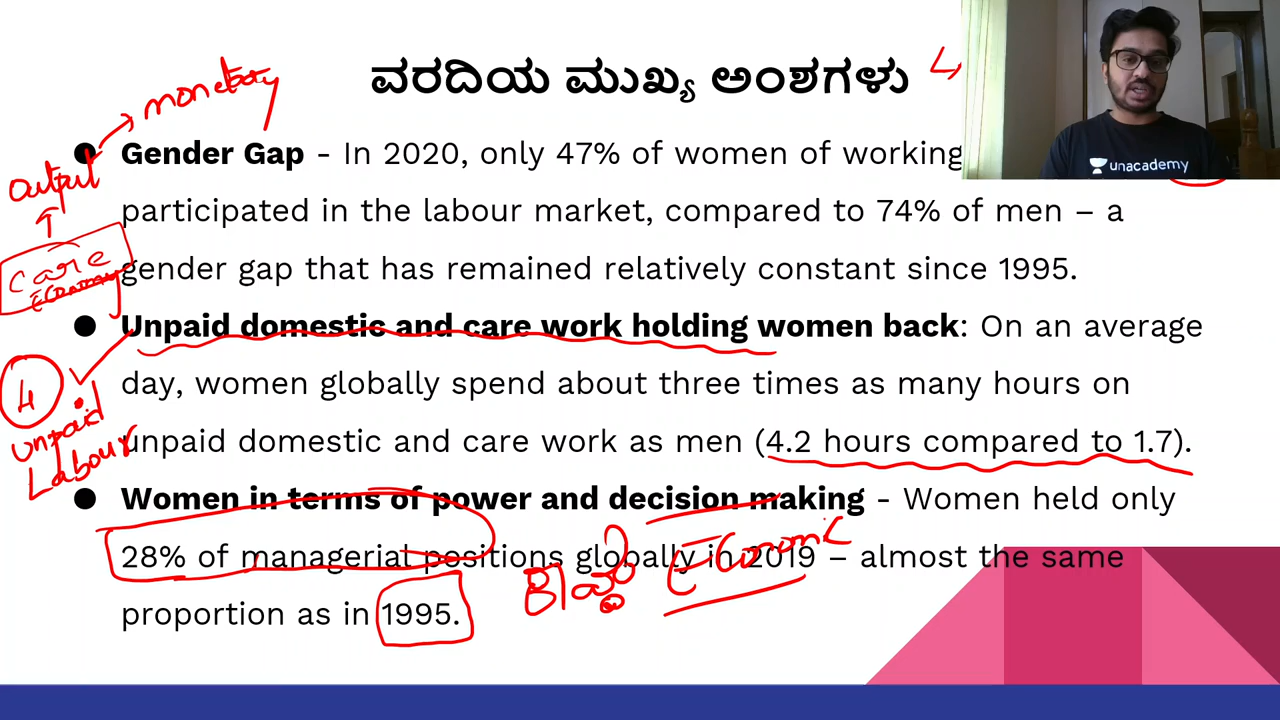 ವರದಿಯ ಮುಖ್ಯ ಅಂಶಗಳು
● Gender Gap - In 2020, only 47% of women of working
participated in the labour market, compared to 74% of men – a
gender gap that has remained relatively constant since 1995.
● Unpaid domestic and care work holding women back: On an average
day, women globally spend about three times as many hours on
unpaid domestic and care work as men (4.2 hours compared to 1.7).
● Women in terms of power and decision making - Women held only
28% of managerial positions globally in 2019 – almost the same
proportion as in 1995.
unacademy
monetary
output
care
Economy
4
unpaid
Labour
Economic